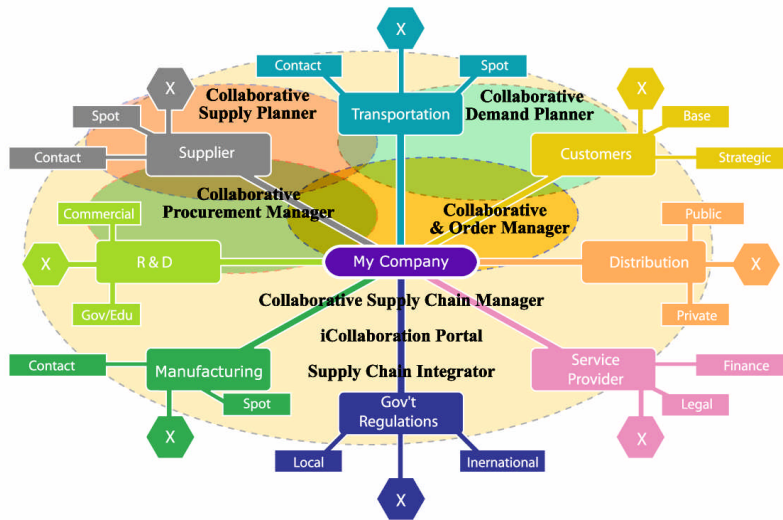 X
Contact
Spot
Transportation
X
Spot
Contact
Supplier
Collaborative
Supply Planner
Collaborative
Demand Planner
X
Base
Strategic
Customers
Collaborative
Procurement Manager
Collaborative
& Order Manager
Commercial
X
R & D
Gov/Edu
My Company
Public
Distribution
X
Private
Collaborative Supply Chain Manager
iCollaboration Portal
Supply Chain Integrator
Contact
Manufacturing
Spot
X
Gov't
Regulations
Local
Inernational
X
Service
Provider
Finance
Legal
X